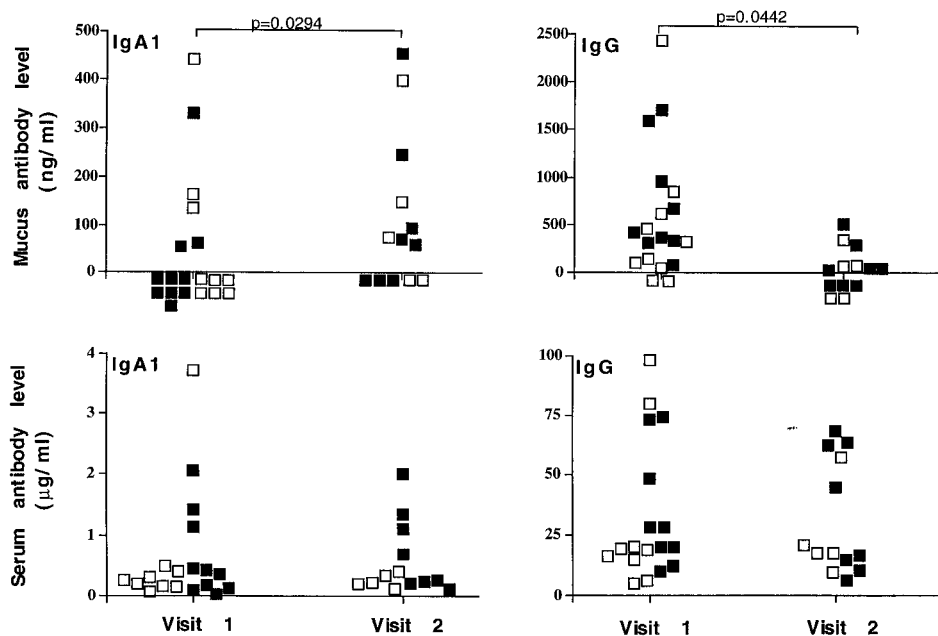 p=0.0294
p=0.0442
Mucus antibody level
(ng/ml)
IgA1
500
400
300
200
100
0
IgG
2500
2000
1500
1000
500
0
Serum antibody level
(µg/ml)
IgA1
4
3
2
1
0
IgG
100
75
50
25
0
Visit 1
Visit 2
Visit 1
Visit 2